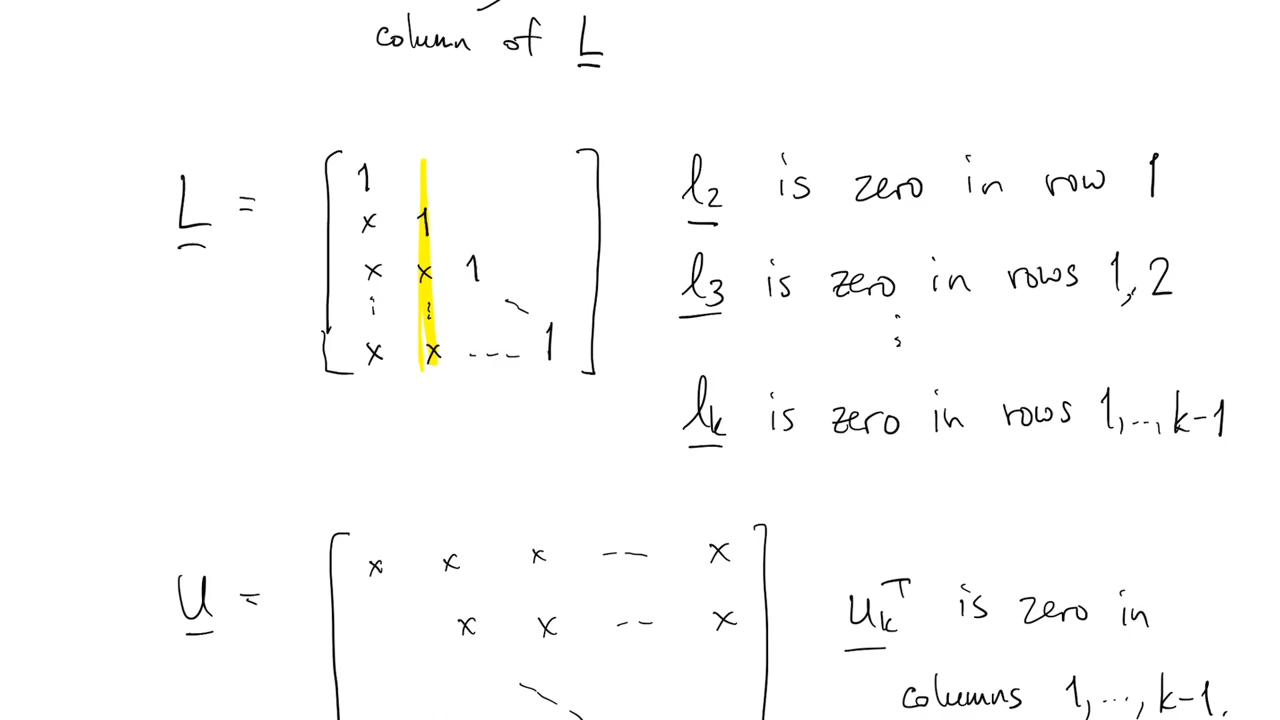 column of L
L = [ 1
x 1
x x 1
⋮ ⋮ ⋱
x x ---- 1 ]
l2 is zero in row 1
l3 is zero in rows 1,2
⋮
lk is zero in rows 1,...,k-1
U = [ x x x -- x
x x -- x
⋱
ukT is zero in
columns 1,...,k-1.